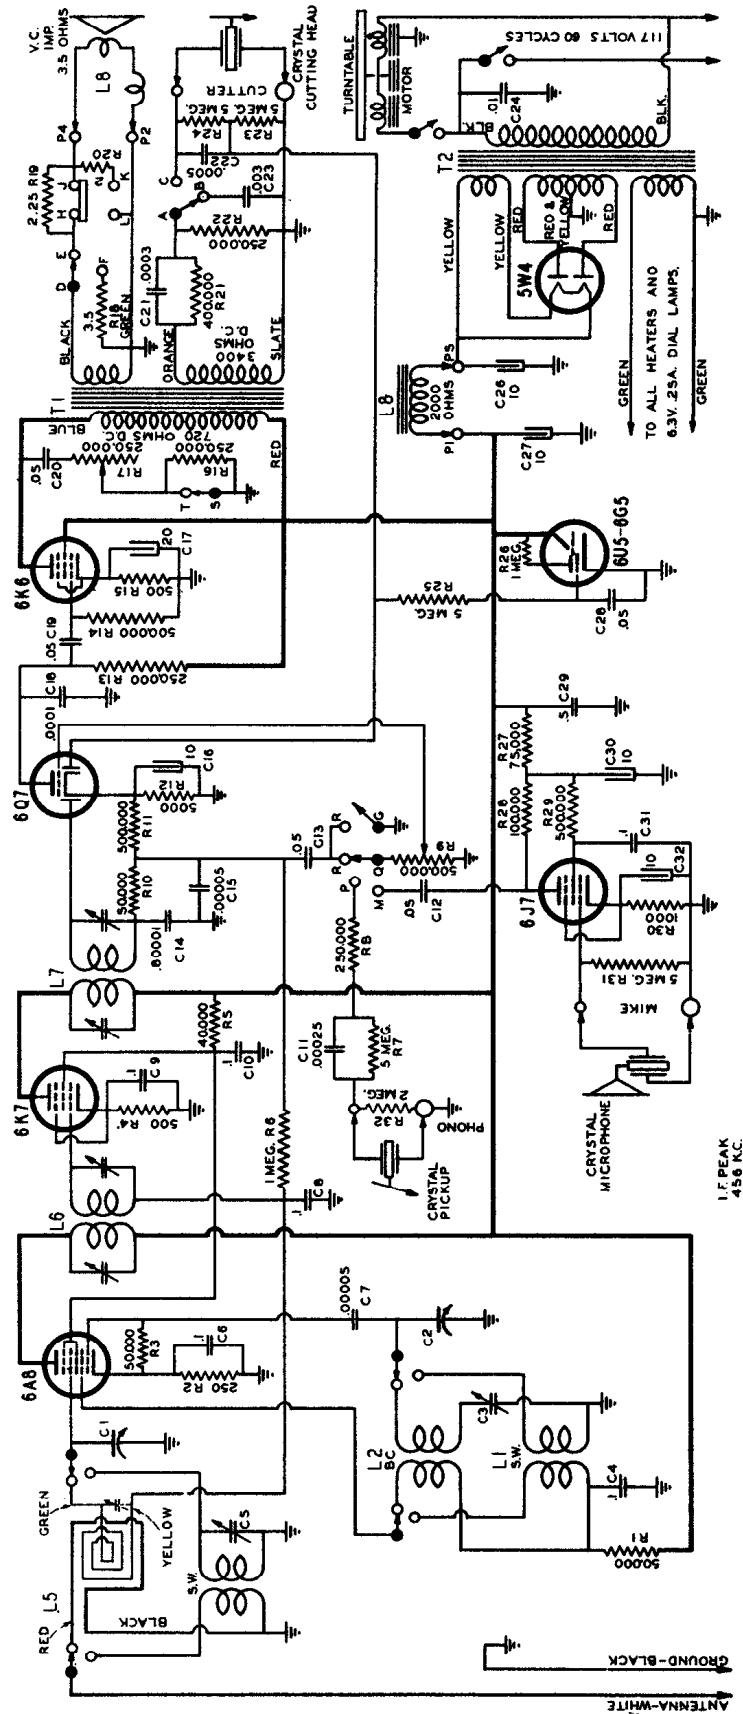 V.C.
IMP.
3.5 OHMS
L8
P4
P2
2.25 R19
R20
2
H
J
K
L
E
D
F
3.5
R18
BLACK
GREEN
T1
BLUE
.05
C20
250.000
R17
720
OHMS D.C.
250.000
R16
T
S
RED
CRYSTAL
CUTTING HEAD
CUTTER
5 MEG.
R24
5 MEG.
R23
C22
.0005
C
A
B
.003
C23
R22
250.000
C21
.0003
400.000
R21
ORANGE
3400
OHMS
D.C.
SLATE
TURNTABLE
MOTOR
117 VOLTS 60 CYCLES
.01
C24
BLK.
BLK.
T2
YELLOW
YELLOW
RED
RED &
YELLOW
RED
5W4
GREEN
GREEN
TO ALL HEATERS AND
6.3V. .25A. DIAL LAMPS.
L8
2000
OHMS
P5
P1
C26
10
C27
10
6K6
20
C17
500 R15
500.000
R14
.05 C19
R13
250.000
C18
.0001
R26
1 MEG.
6U5-6G5
R25
5 MEG.
C28
.05
6Q7
10
C16
R12
5000
500.000
R11
50.000
R10
C15
.00005
C14
.00001
.05
C13
R
R
G
Q
P
M
R9
500.000
.05
C12
R27
75.000
.5 C29
R28
100.000
C30
10
R29
500.000
.1
C31
10
C32
6J7
R30
1000
5 MEG. R31
MIKE
CRYSTAL
MICROPHONE
L7
40.000
R5
6K7
.1
C9
500
R4
.1
C10
1 MEG. R6
250.000
R8
C11
.00025
5 MEG.
R7
2 MEG.
R32
PHONO
CRYSTAL
PICKUP
L6
.1
C8
6A8
50.000
R3
.1
C6
250
R2
.00005
C7
C2
C1
L2
BC
C3
L1
S.W.
.1
C4
R1
50.000
GREEN
YELLOW
RED
L5
BLACK
S.W.
C5
I.F. PEAK
456 K.C.
GROUND-BLACK
ANTENNA-WHITE